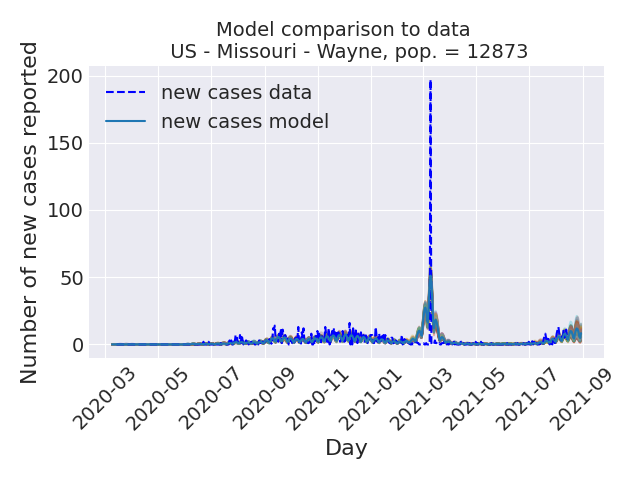 Model comparison to data
US - Missouri - Wayne, pop. = 12873
new cases data
new cases model
Number of new cases reported
200
150
100
50
0
2020-03
2020-05
2020-07
2020-09
2020-11
2021-01
2021-03
2021-05
2021-07
2021-09
Day